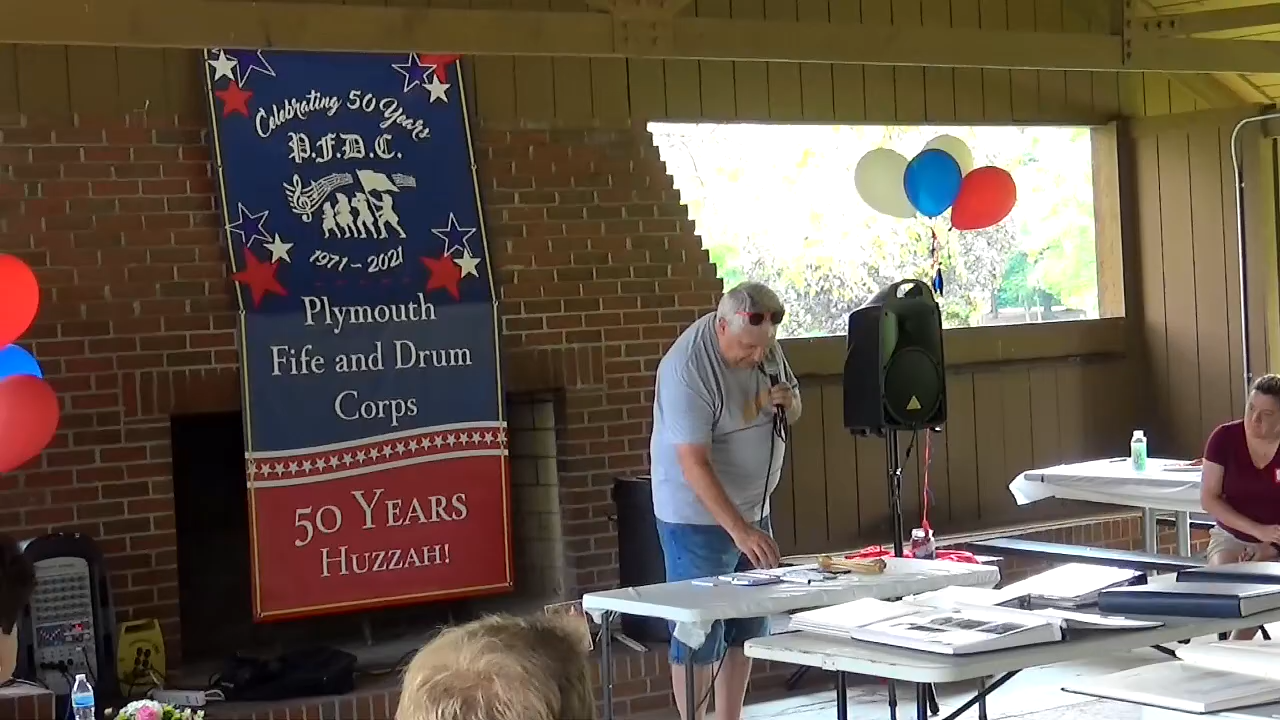 Celebrating 50 Years
P.F.D.C.
1971 ~ 2021
Plymouth
Fife and Drum
Corps
50 Years
Huzzah!